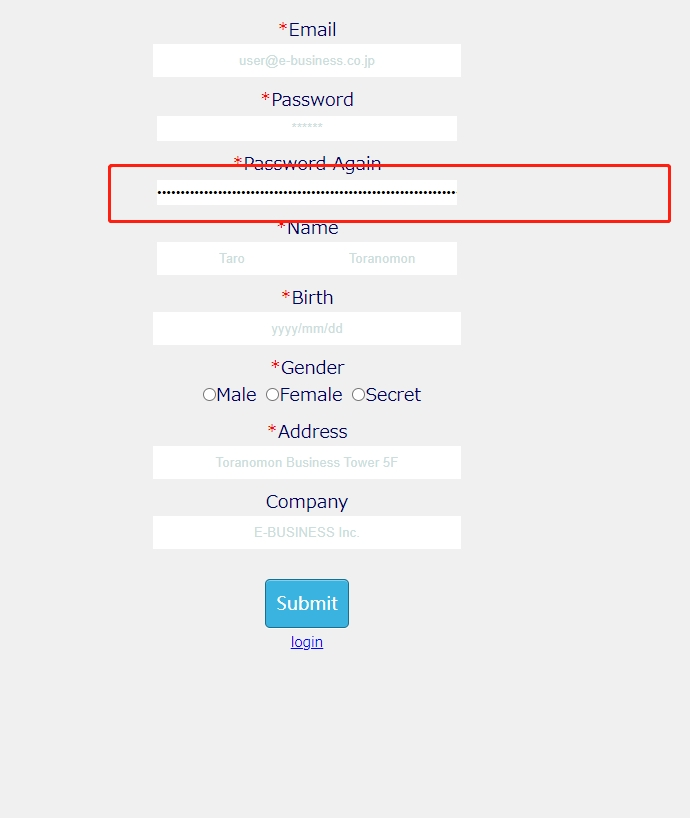 *Email
user@e-business.co.jp
*Password
******
*Password Again
••••••••••••••••••••••••••••••••••••••••••••••••••••••••••••••
*Name
Taro Toranomon
*Birth
yyyy/mm/dd
*Gender
Male Female Secret
*Address
Toranomon Business Tower 5F
Company
E-BUSINESS Inc.
Submit
login